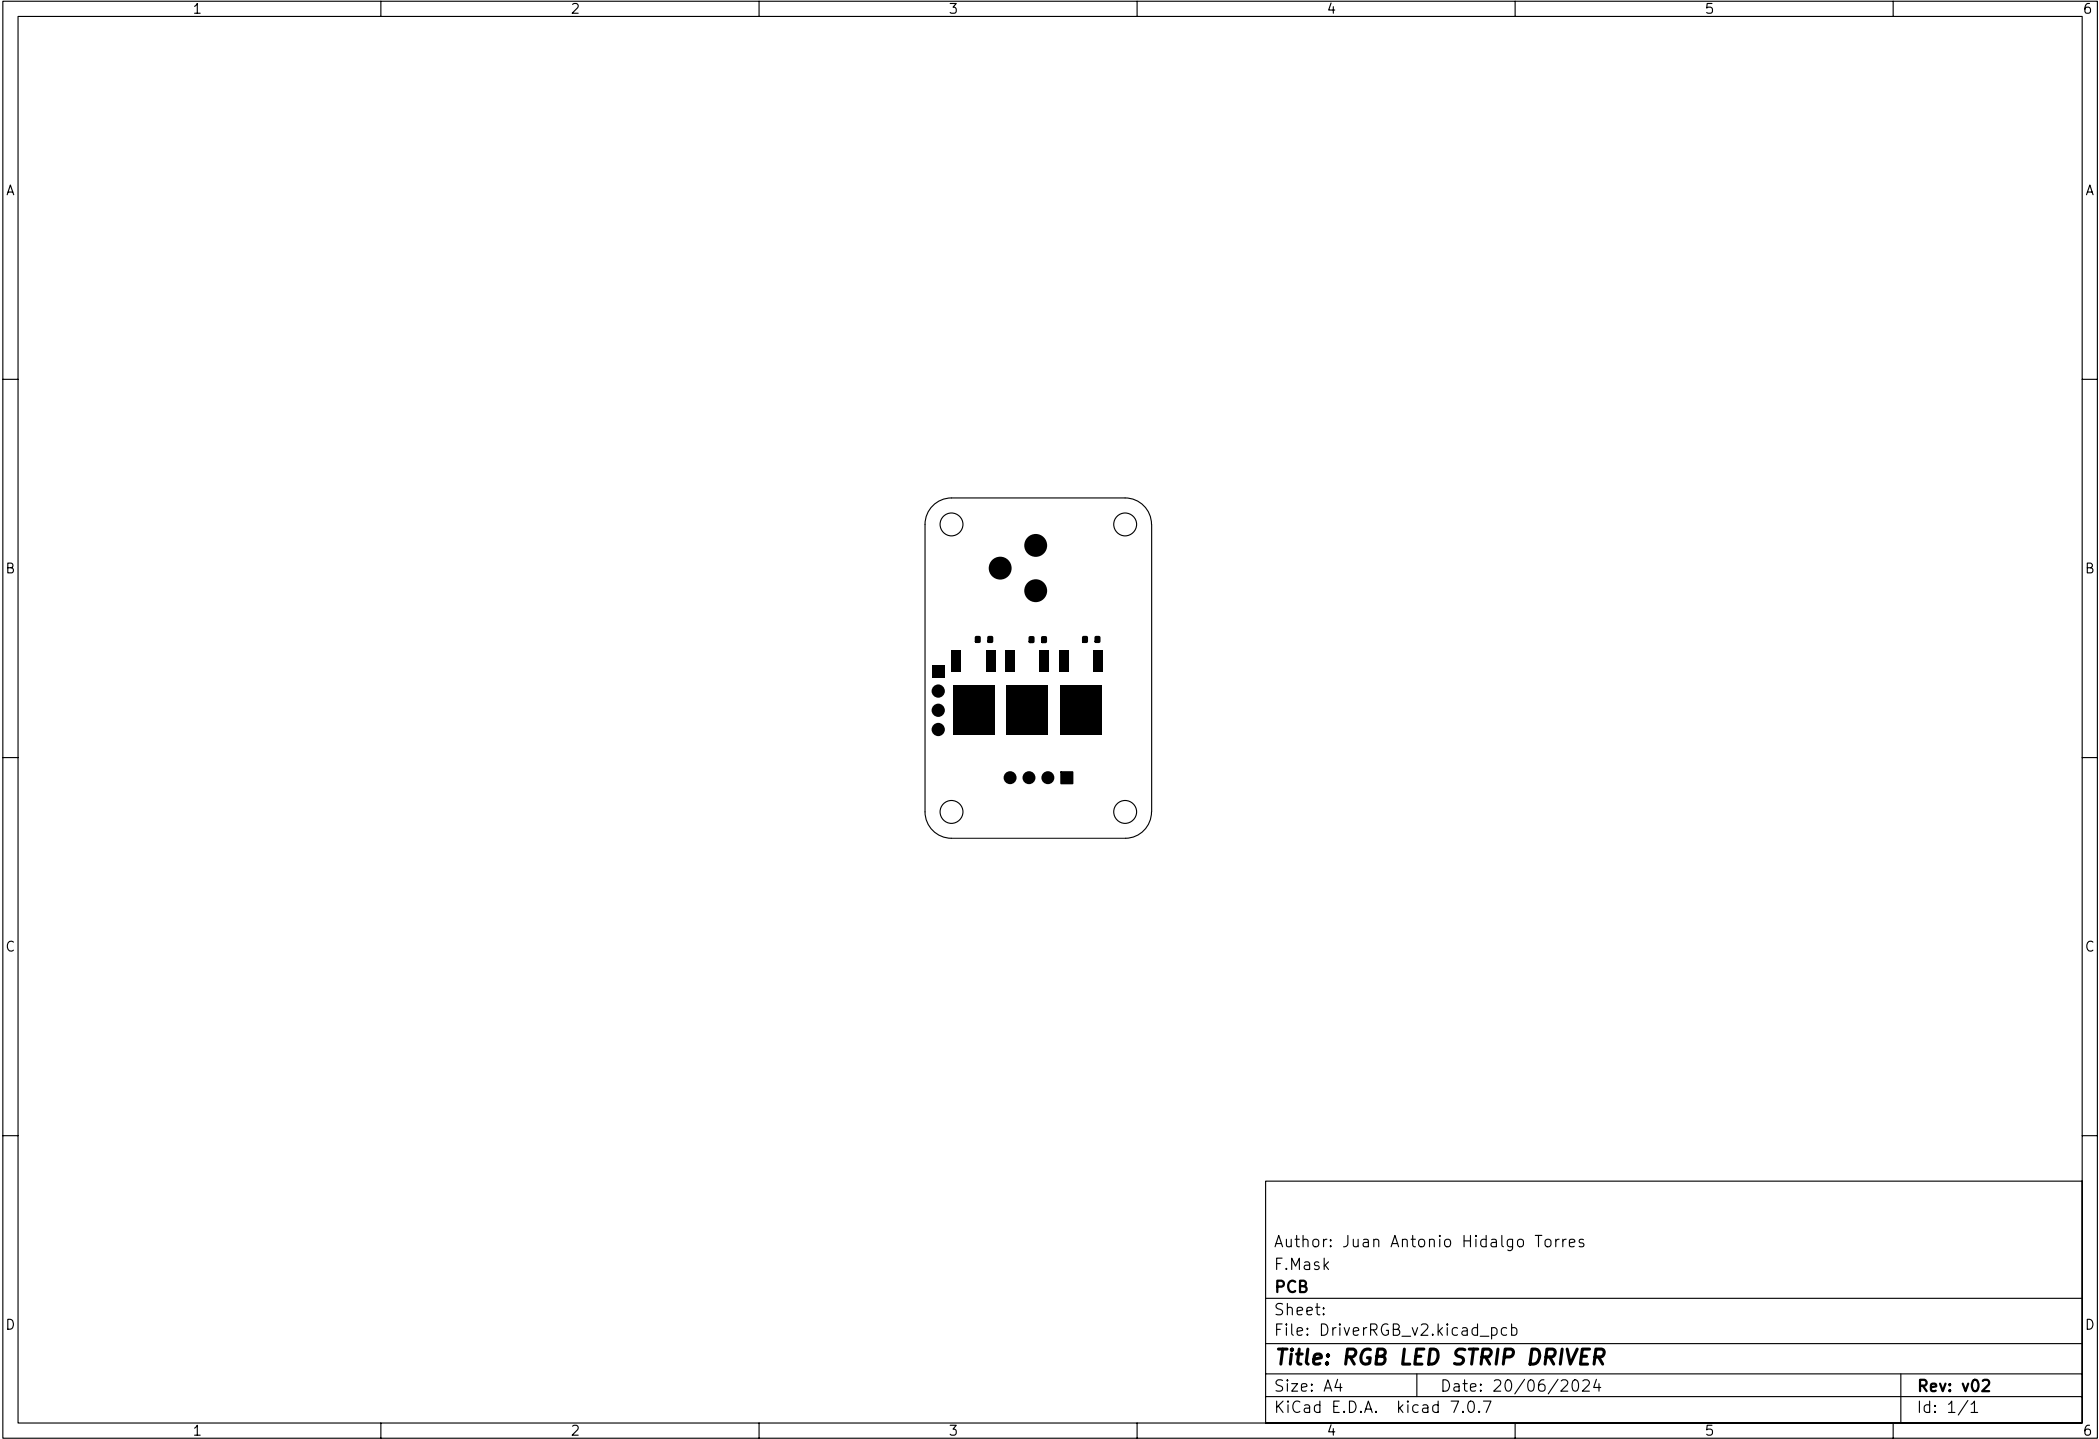 1 2 3 4 5 6
A A
B B
C C
D D
Author: Juan Antonio Hidalgo Torres
F.Mask
PCB
Sheet:
File: DriverRGB_v2.kicad_pcb
Title: RGB LED STRIP DRIVER
Size: A4 Date: 20/06/2024 Rev: v02
KiCad E.D.A. kicad 7.0.7 Id: 1/1
1 2 3 4 5 6